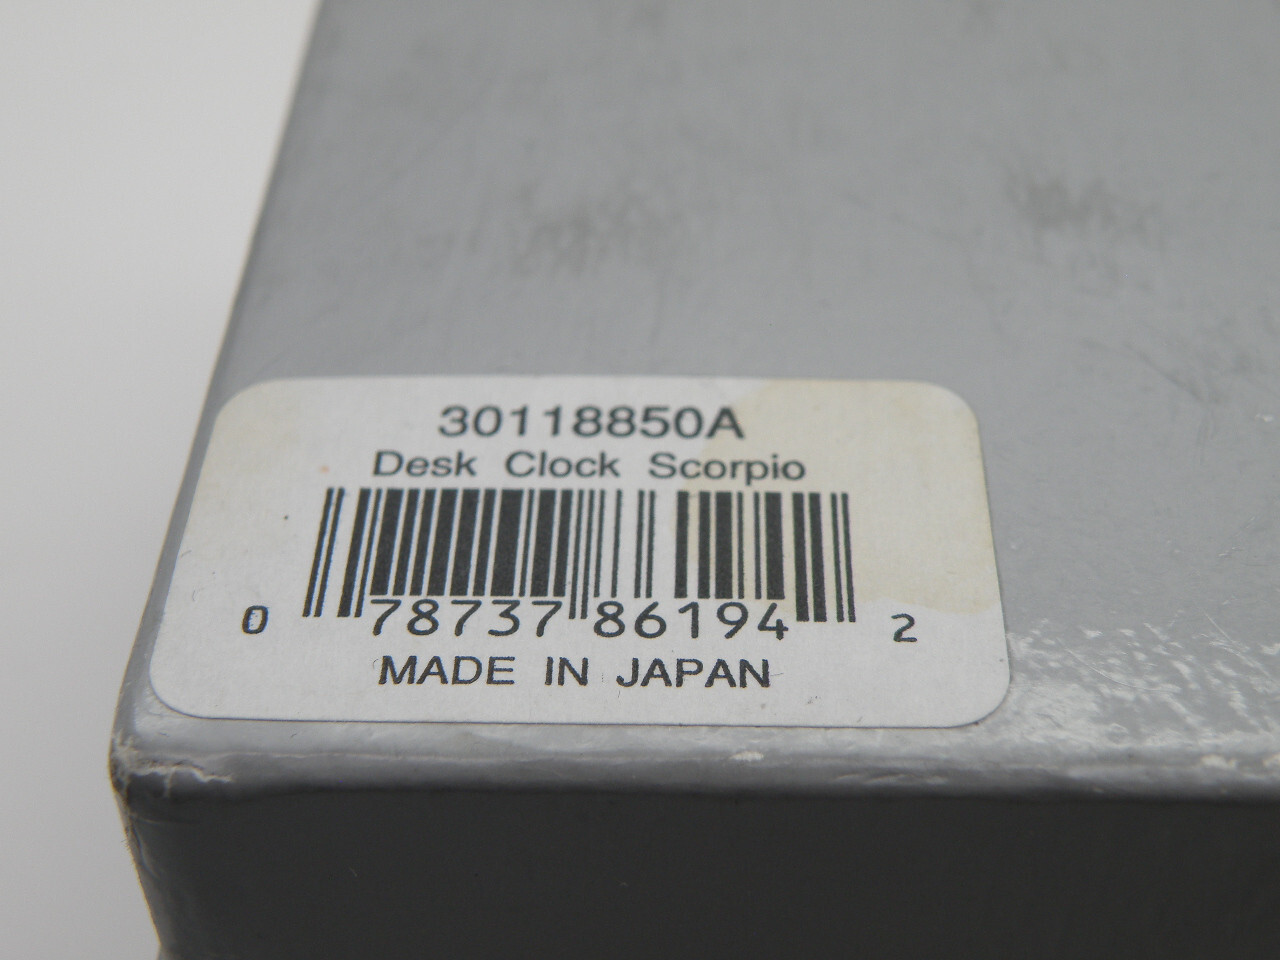 30118850A
Desk Clock Scorpio
0 78737 86194 2
MADE IN JAPAN